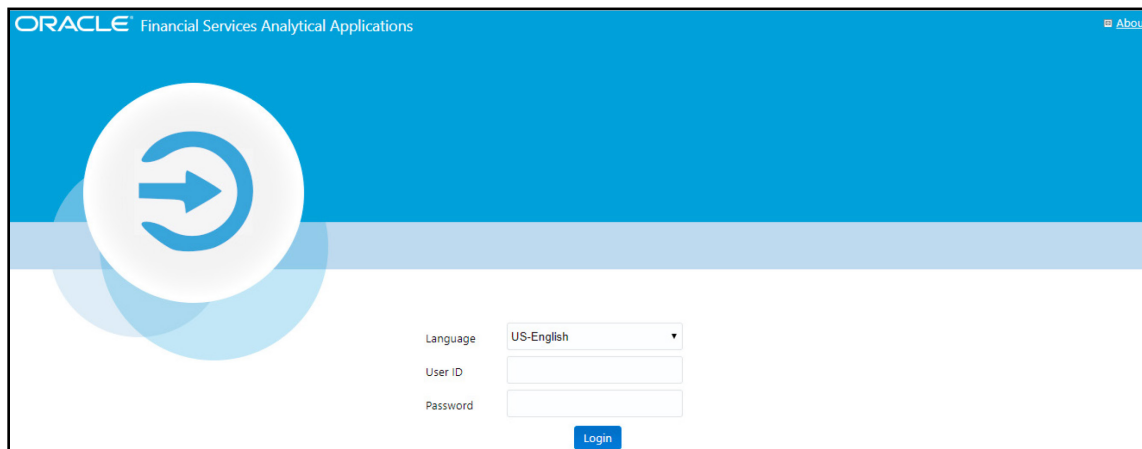 ORACLE® Financial Services Analytical Applications
Language US-English
User ID
Password
Login